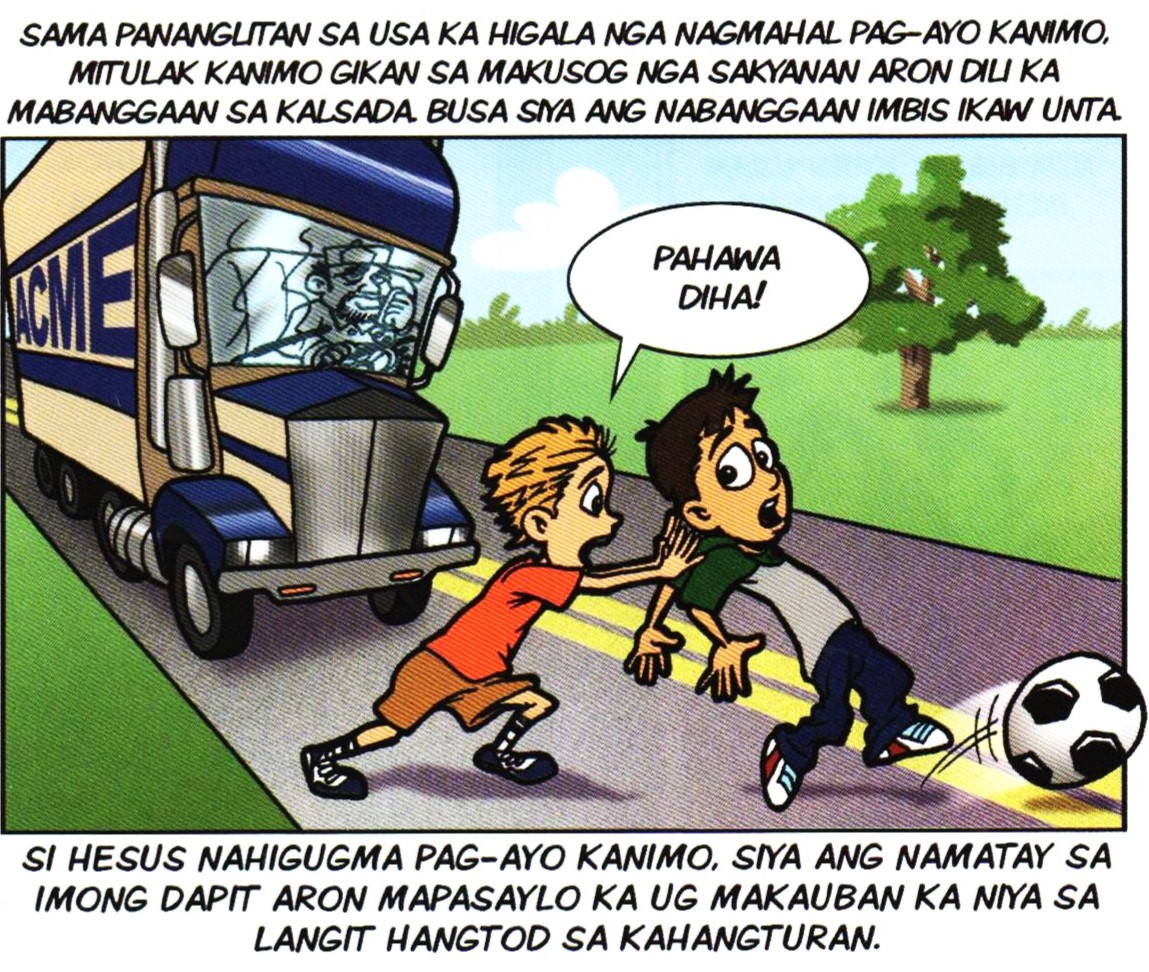 SAMA PANANGLITAN SA USA KA HIGALA NGA NAGMAHAL PAG-AYO KANIMO,
MITULAK KANIMO GIKAN SA MAKUSOG NGA SAKYANAN ARON DILI KA
MABANGGAAN SA KALSADA. BUSA SIYA ANG NABANGGAAN IMBIS IKAW UNTA.
ACME
PAHAWA
DIHA!
SI HESUS NAHIGUGMA PAG-AYO KANIMO, SIYA ANG NAMATAY SA
IMONG DAPIT ARON MAPASAYLO KA UG MAKAUBAN KA NIYA SA
LANGIT HANGTOD SA KAHANGTURAN.